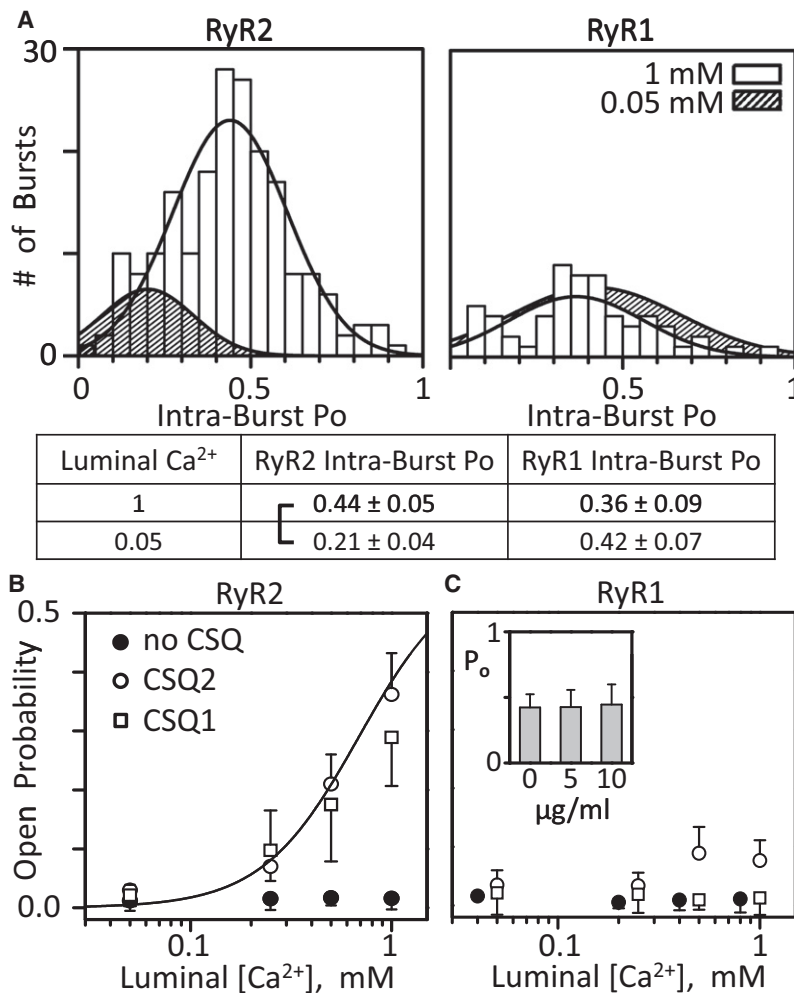 A
RyR2
RyR1
30
0
# of Bursts
1 mM
0.05 mM
0 0.5 1
0.5 1
Intra-Burst Po
Intra-Burst Po
Luminal Ca²⁺ RyR2 Intra-Burst Po RyR1 Intra-Burst Po
1 0.44 ± 0.05 0.36 ± 0.09
0.05 0.21 ± 0.04 0.42 ± 0.07
B
RyR2
C
RyR1
0.5
0.0
Open Probability
no CSQ
CSQ2
CSQ1
1
Pₒ
0
0 5 10
µg/ml
0.1 1
0.1 1
Luminal [Ca²⁺], mM
Luminal [Ca²⁺], mM